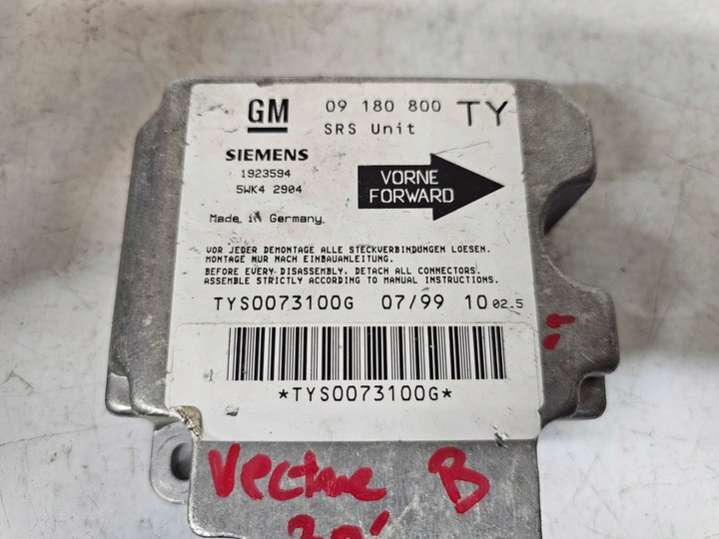 GM 09 180 800 TY
SRS Unit
SIEMENS
1923594
5WK4 2904
VORNE
FORWARD
Made in Germany
VOR JEDER DEMONTAGE ALLE STECKVERBINDUNGEN LOESEN.
MONTAGE NUR NACH EINBAUANLEITUNG.
BEFORE EVERY DISASSEMBLY, DETACH ALL CONNECTORS.
ASSEMBLE STRICTLY ACCORDING TO MANUAL INSTRUCTIONS.
TYS0073100G 07/99 10 02.5
*TYS0073100G*
B